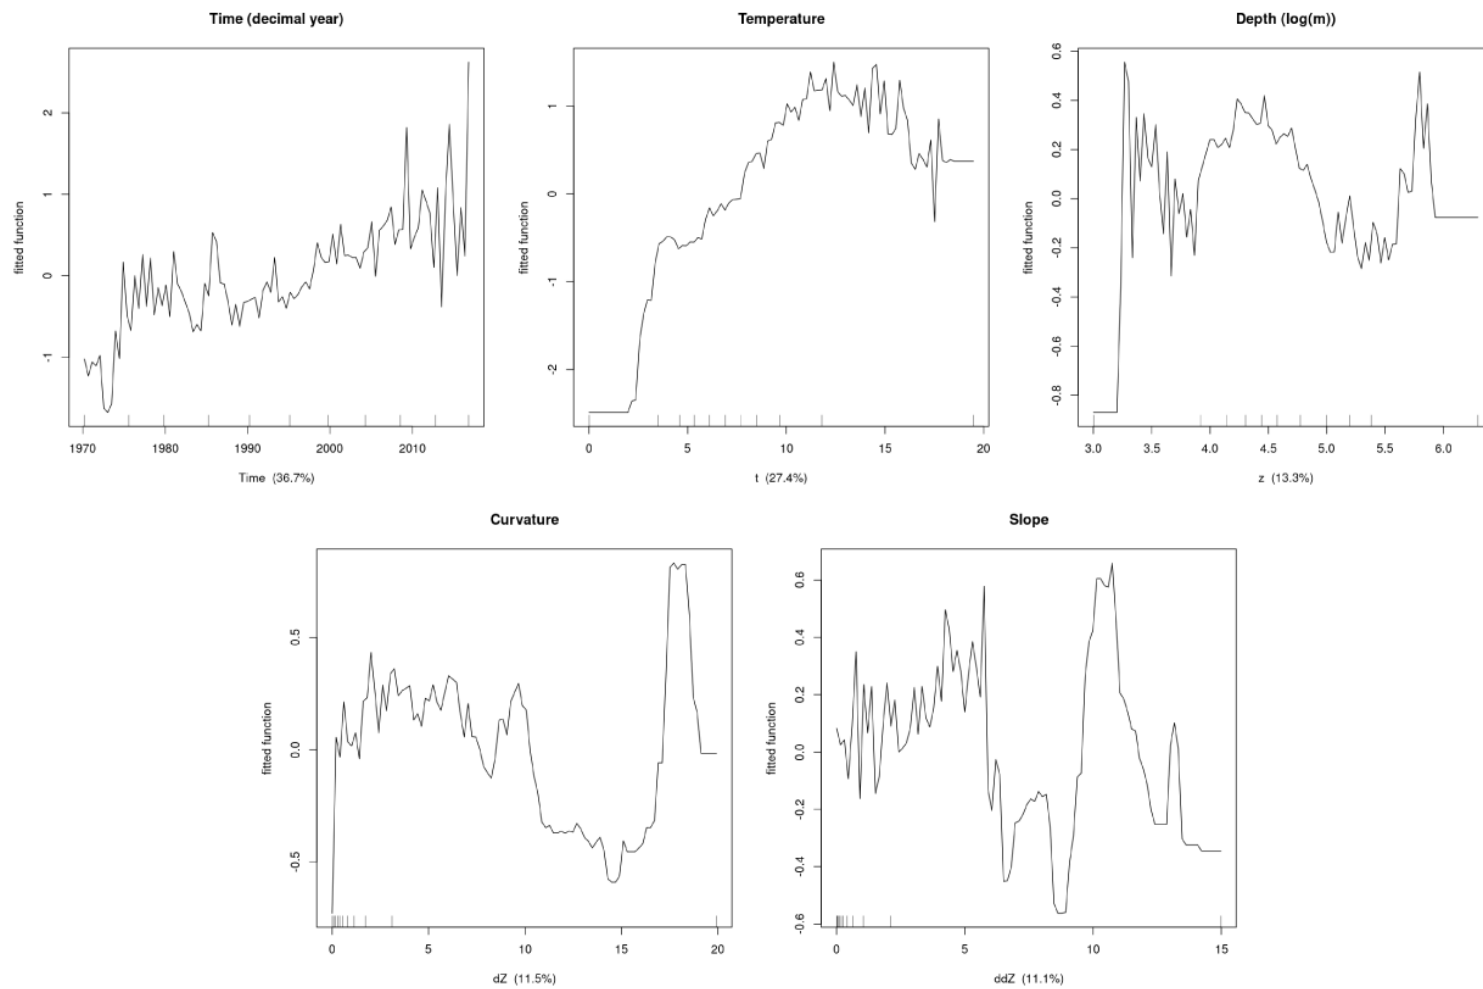 Time (decimal year)
fitted function
2
1
0
-1
1970 1980 1990 2000 2010
Time (36.7%)
Temperature
fitted function
1
0
-1
-2
0 5 10 15 20
t (27.4%)
Depth (log(m))
fitted function
0.6
0.4
0.2
0.0
-0.2
-0.4
-0.6
-0.8
3.0 3.5 4.0 4.5 5.0 5.5 6.0
z (13.3%)
Curvature
fitted function
0.5
0.0
-0.5
0 5 10 15 20
dZ (11.5%)
Slope
fitted function
0.6
0.4
0.2
0.0
-0.2
-0.4
-0.6
0 5 10 15
ddZ (11.1%)